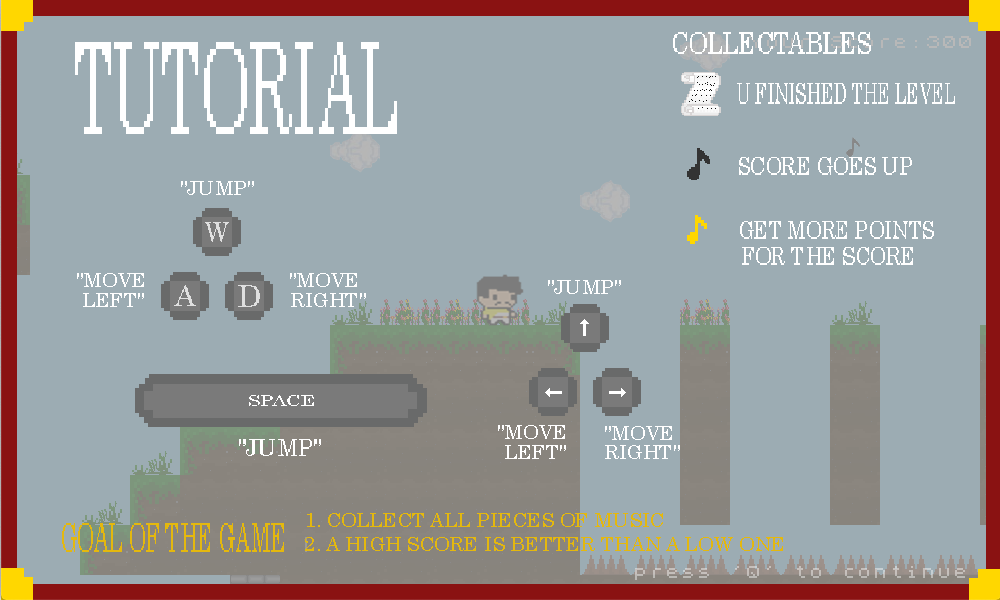 TUTORIAL
COLLECTABLES
re:300
U FINISHED THE LEVEL
SCORE GOES UP
GET MORE POINTS
FOR THE SCORE
"JUMP"
W
"MOVE
LEFT"
A
D
"MOVE
RIGHT"
SPACE
"JUMP"
"JUMP"
↑
←
→
"MOVE
LEFT"
"MOVE
RIGHT"
GOAL OF THE GAME
1. COLLECT ALL PIECES OF MUSIC
2. A HIGH SCORE IS BETTER THAN A LOW ONE
press 'Q' to continue